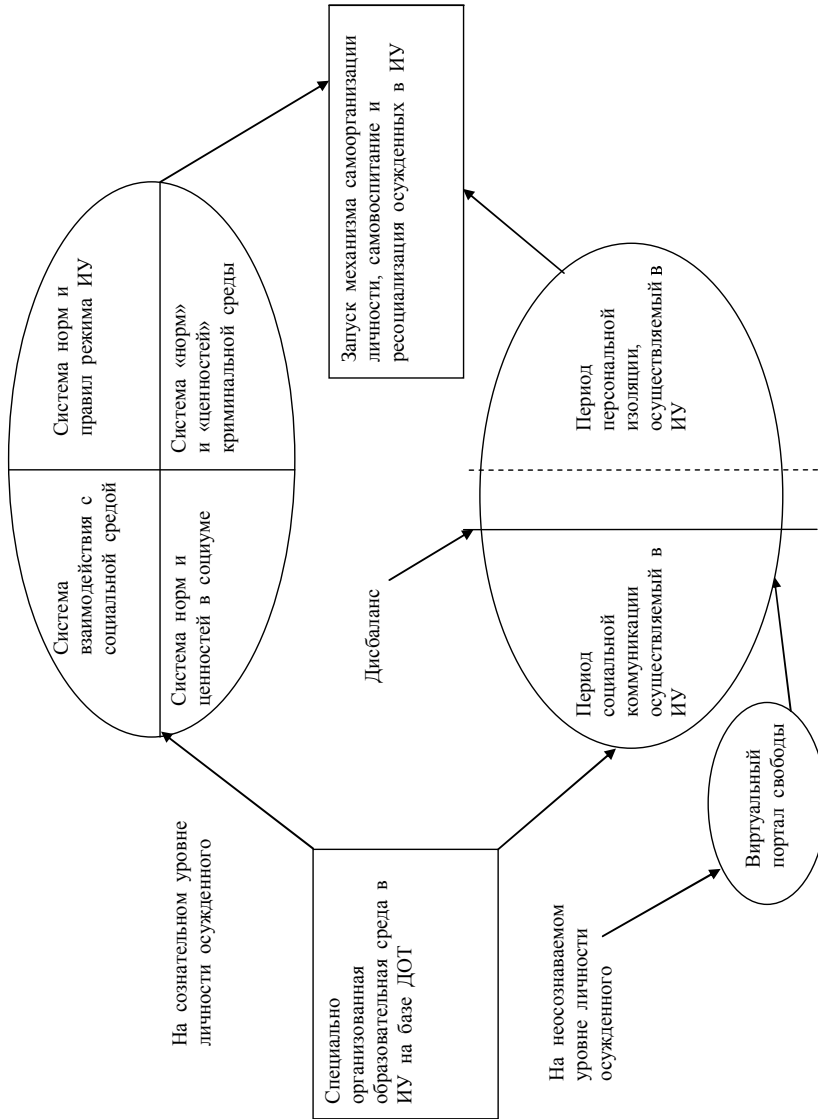 На сознательном уровне
личности осужденного
Система
взаимодействия с
социальной средой
Система норм и
правил режима ИУ
Система норм и
ценностей в социуме
Система «норм»
и «ценностей»
криминальной среды
Специально
организованная
образовательная среда в
ИУ на базе ДОТ
Дисбаланс
Запуск механизма самоорганизации
личности, самовоспитание и
ресоциализация осужденных в ИУ
На неосознаваемом
уровне личности
осужденного
Период
социальной
коммуникации
осуществляемый в
ИУ
Период
персональной
изоляции,
осуществляемый в
ИУ
Виртуальный
портал свободы